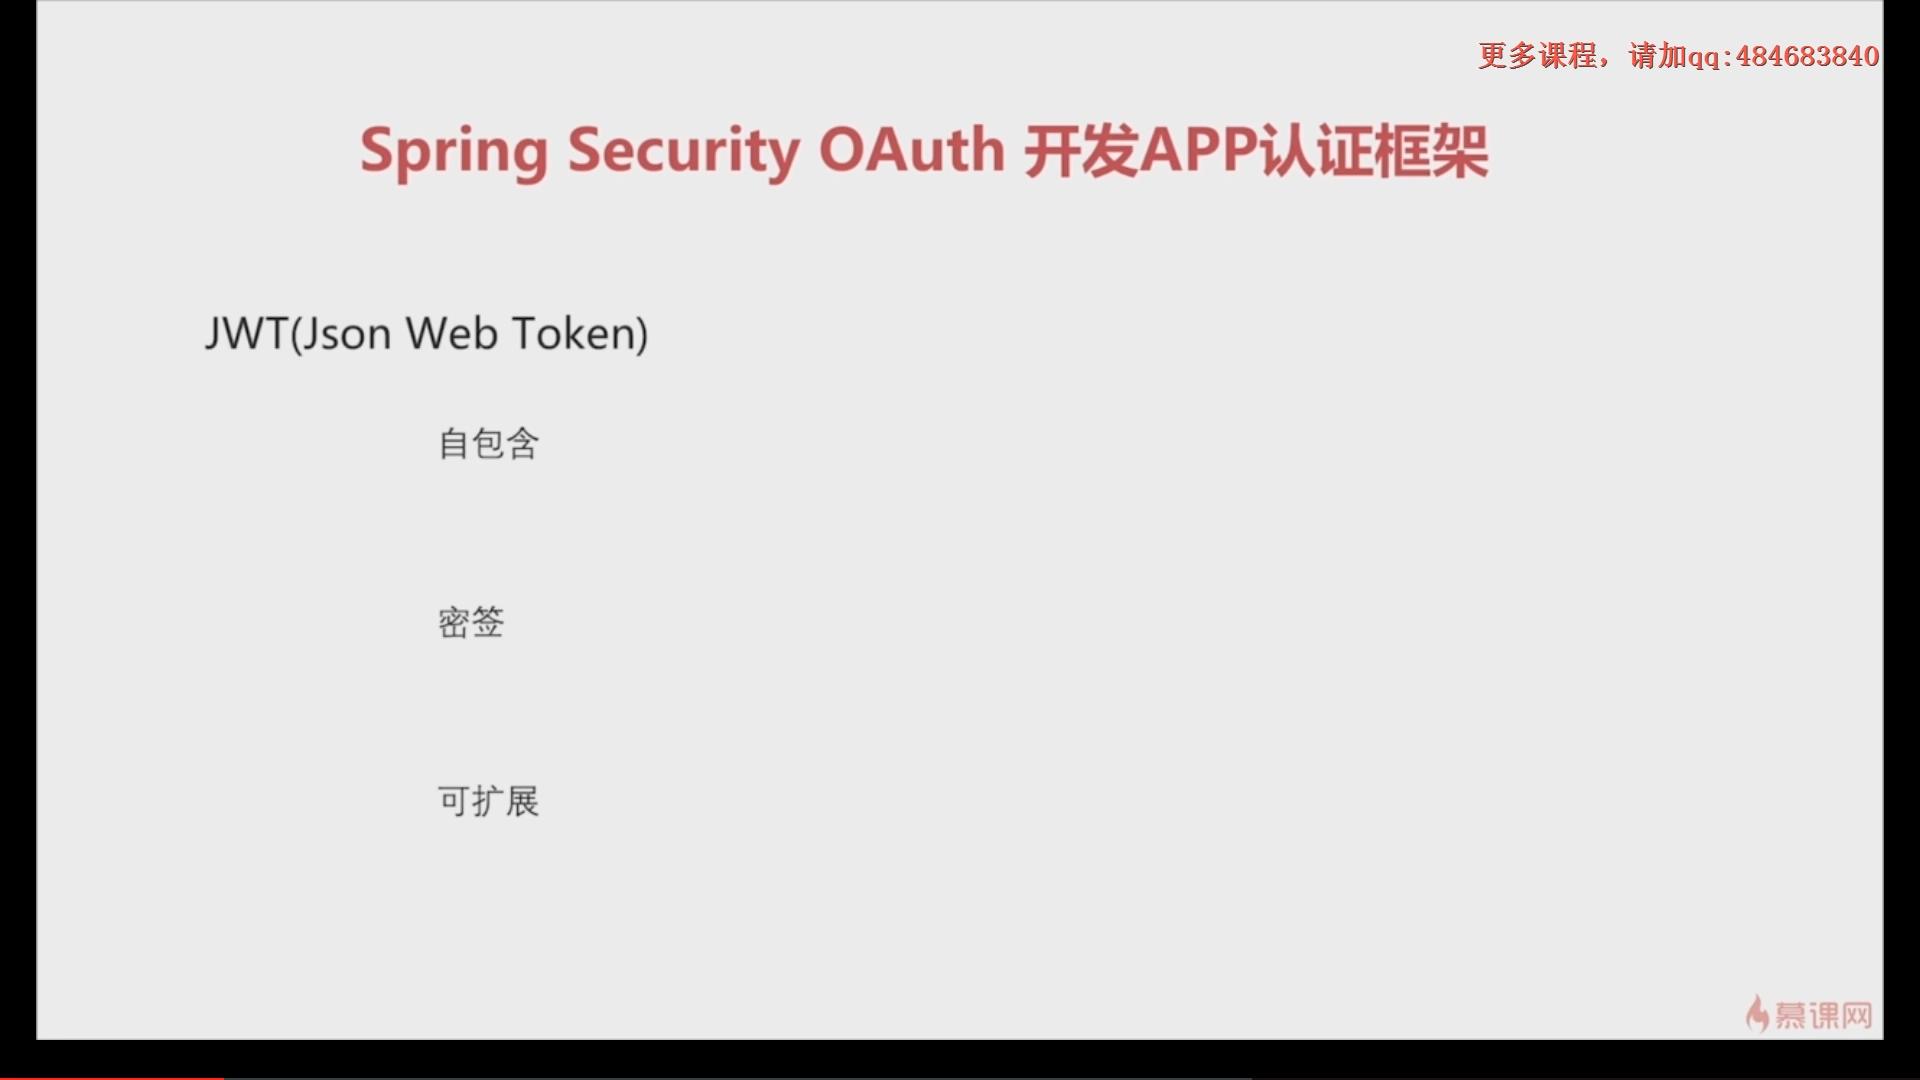 更多课程，请加qq:484683840
Spring Security OAuth 开发APP认证框架
JWT(Json Web Token)
自包含
密签
可扩展
慕课网